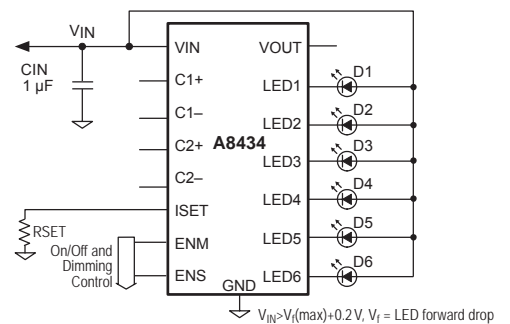 VIN
CIN
1 µF
VIN
C1+
C1–
C2+
C2–
ISET
ENM
ENS
A8434
GND
VOUT
LED1
LED2
LED3
LED4
LED5
LED6
D1
D2
D3
D4
D5
D6
RSET
On/Off and
Dimming
Control
VIN>Vf(max)+0.2 V, Vf = LED forward drop